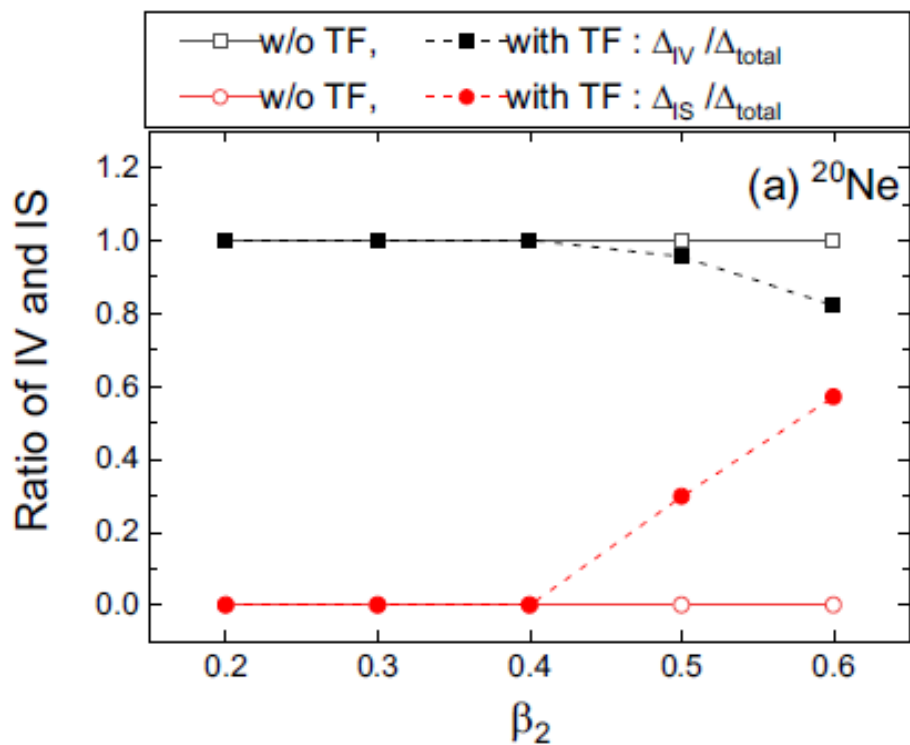 w/o TF, with TF : Δ_IV /Δ_total
w/o TF, with TF : Δ_IS /Δ_total
(a) ²⁰Ne
Ratio of IV and IS
1.2
1.0
0.8
0.6
0.4
0.2
0.0
0.2 0.3 0.4 0.5 0.6
β₂